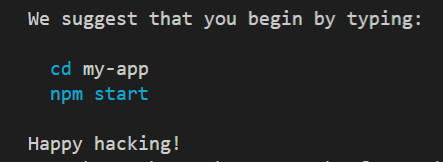 We suggest that you begin by typing:
cd my-app
npm start
Happy hacking!